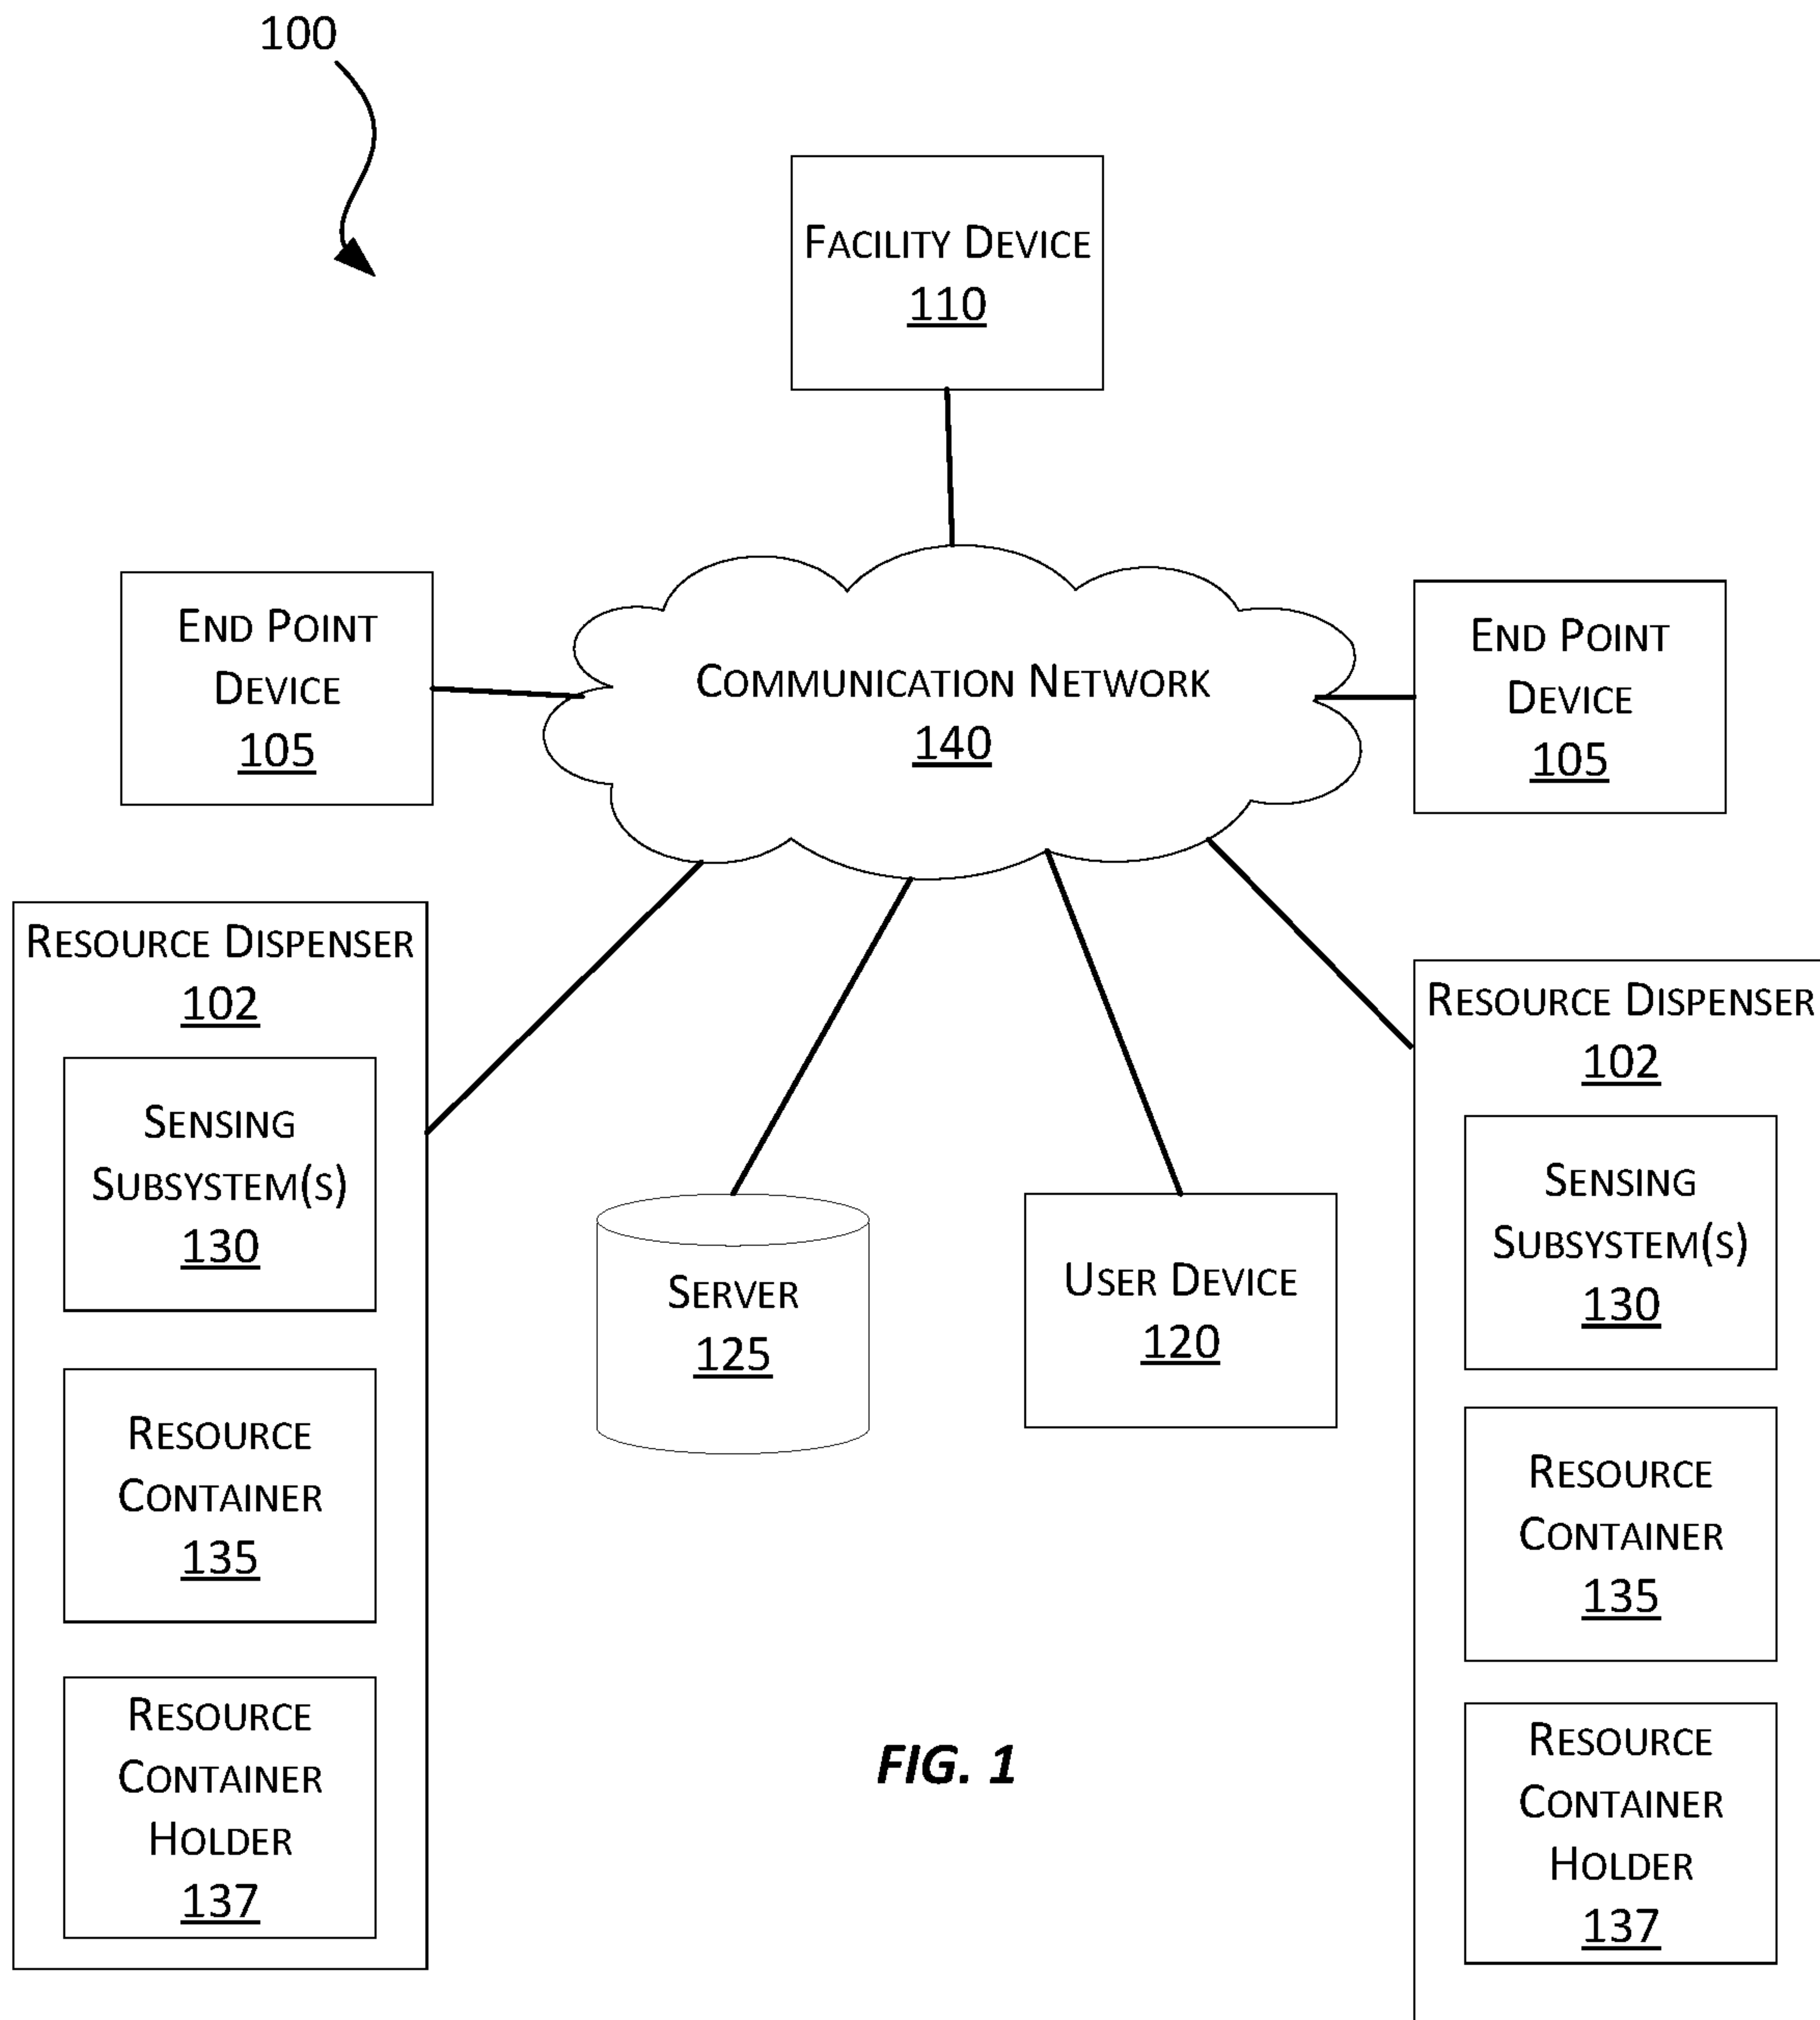 100
FACILITY DEVICE
110
END POINT
DEVICE
105
COMMUNICATION NETWORK
140
END POINT
DEVICE
105
RESOURCE DISPENSER
102
SENSING
SUBSYSTEM(S)
130
RESOURCE
CONTAINER
135
RESOURCE
CONTAINER
HOLDER
137
SERVER
125
USER DEVICE
120
RESOURCE DISPENSER
102
SENSING
SUBSYSTEM(S)
130
RESOURCE
CONTAINER
135
RESOURCE
CONTAINER
HOLDER
137
FIG. 1